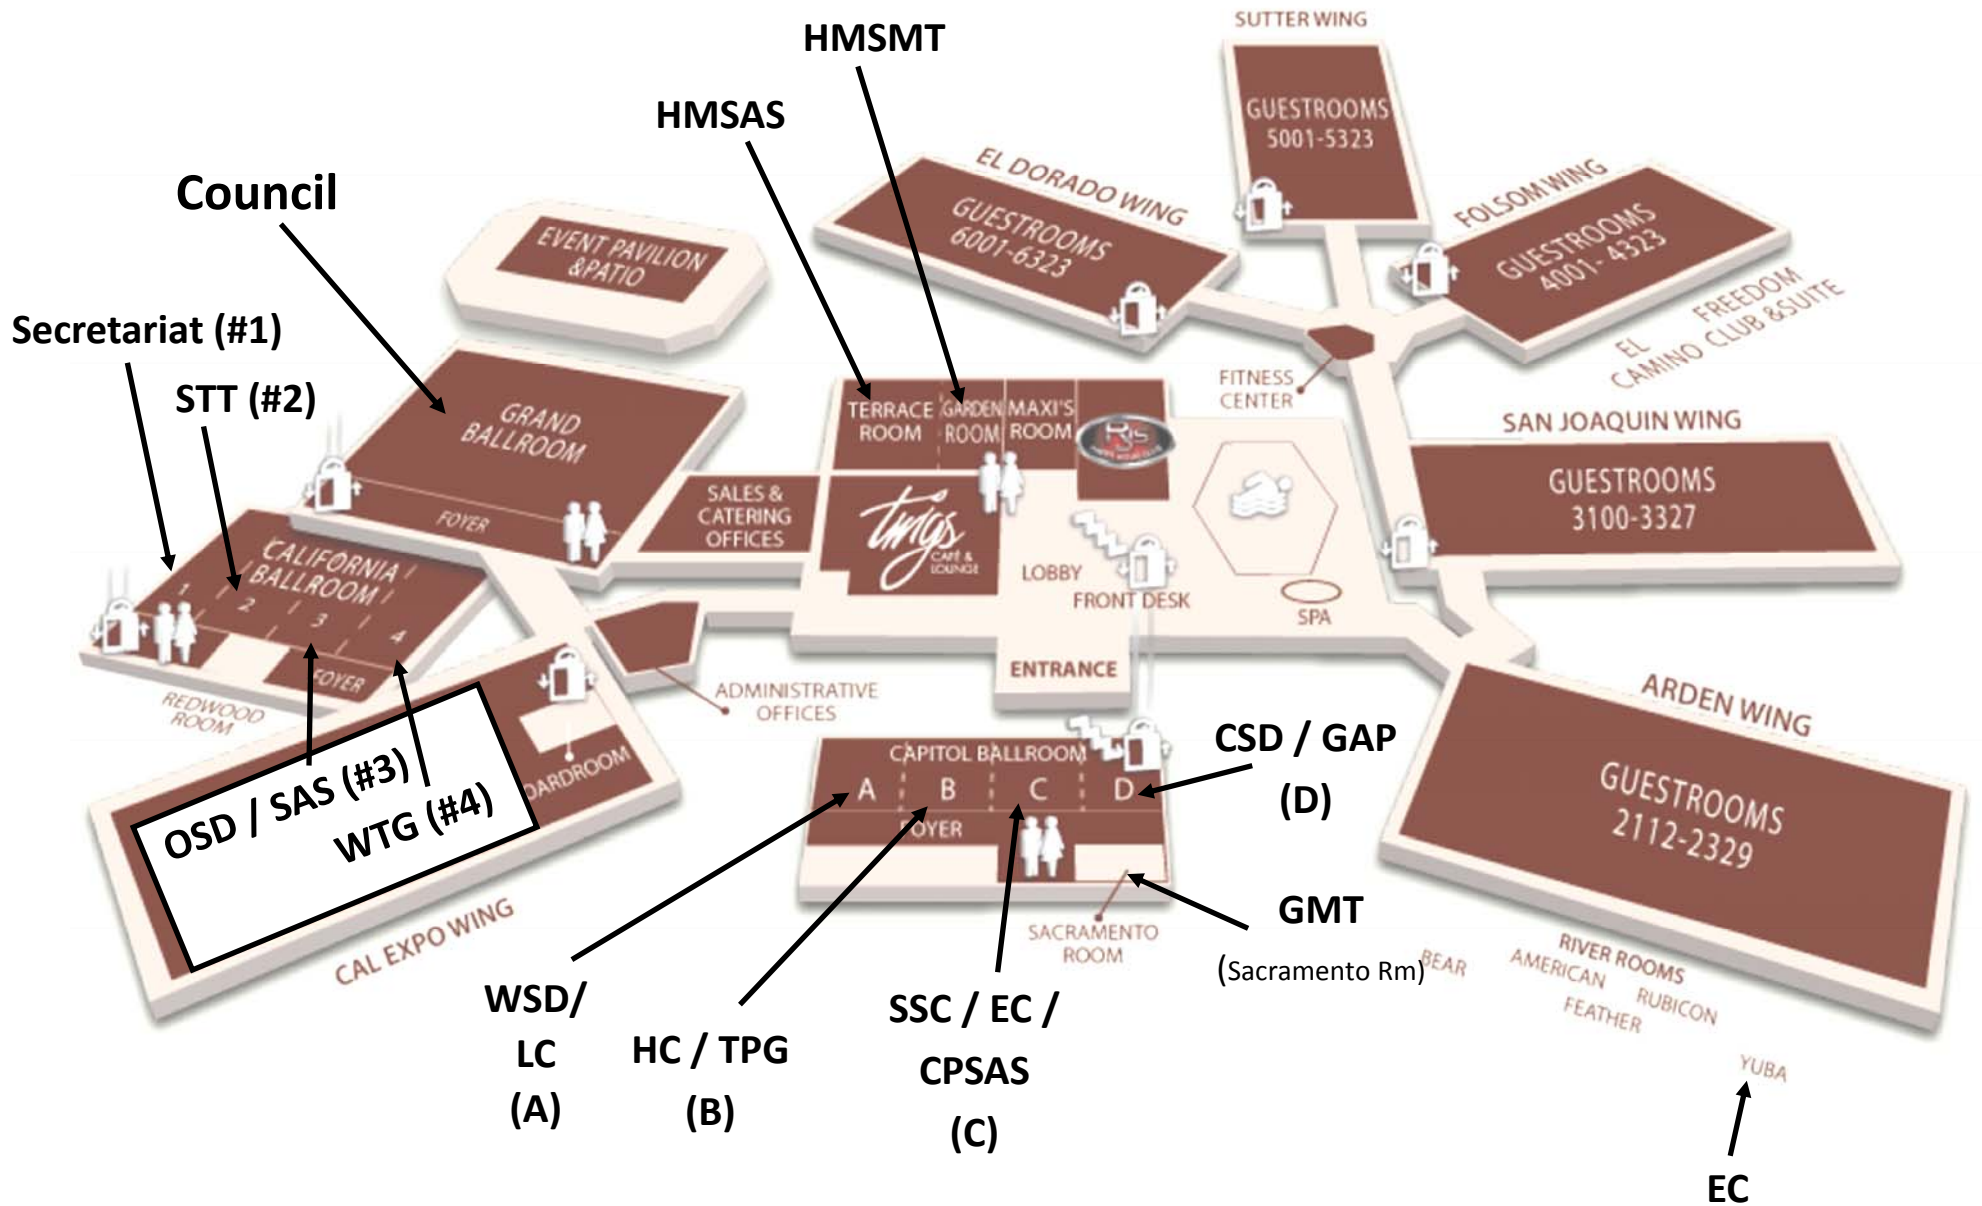 SUTTER WING
HMSMT
HMSAS
GUESTROOMS
5001-5323
Council
EL DORADO WING
GUESTROOMS
6001-6323
FOLSOM WING
GUESTROOMS
4001- 4323
EVENT PAVILION
&PATIO
FREEDOM
CLUB &SUITE
EL
CAMINO
Secretariat (#1)
STT (#2)
GRAND
BALLROOM
FOYER
TERRACE
ROOM
GARDEN
ROOM
MAXI'S
ROOM
RJs
FITNESS
CENTER
SAN JOAQUIN WING
GUESTROOMS
3100-3327
SALES &
CATERING
OFFICES
twigs
CAFÉ &
LOUNGE
LOBBY
FRONT DESK
SPA
ENTRANCE
CALIFORNIA
BALLROOM
1
2
3
4
FOYER
REDWOOD
ROOM
ADMINISTRATIVE
OFFICES
OARDROOM
OSD / SAS (#3)
WTG (#4)
CAL EXPO WING
CAPITOL BALLROOM
A B C D
FOYER
CSD / GAP
(D)
ARDEN WING
GUESTROOMS
2112-2329
SACRAMENTO
ROOM
GMT
(Sacramento Rm)
RIVER ROOMS
BEAR
AMERICAN
RUBICON
FEATHER
YUBA
WSD/
LC
(A)
HC / TPG
(B)
SSC / EC /
CPSAS
(C)
EC